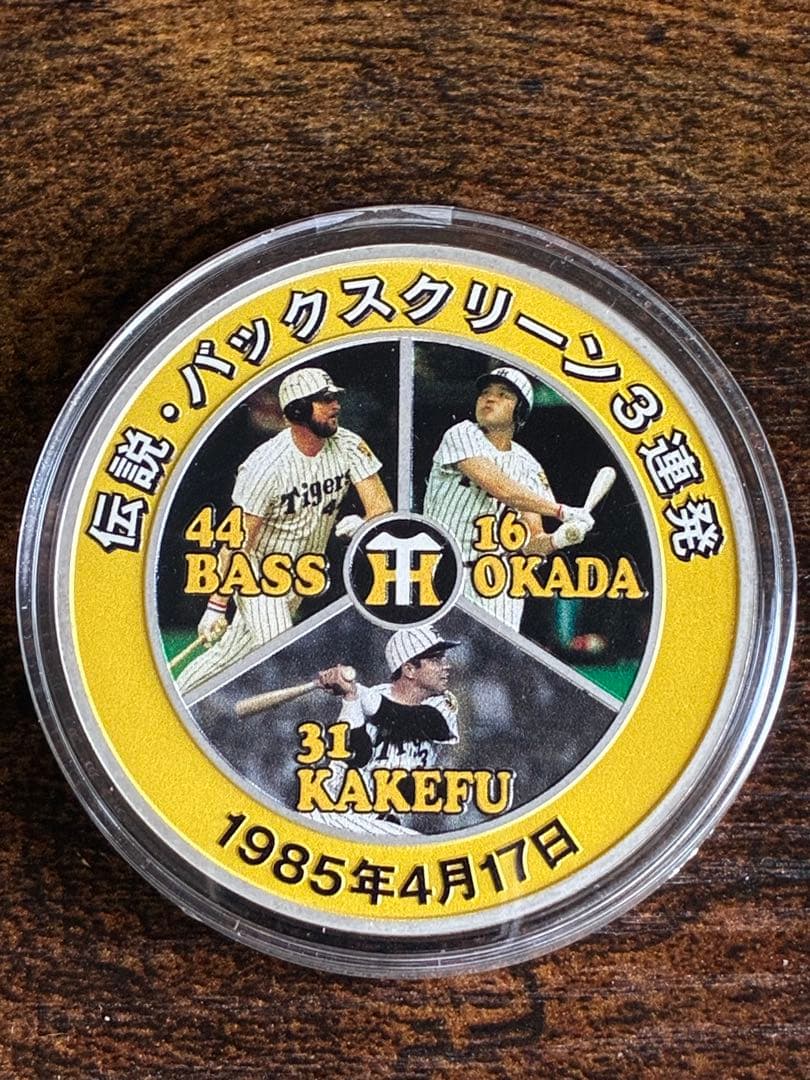 伝説・バックスクリーン3連発
Tigers
44
BASS
16
OKADA
31
KAKEFU
1985年4月17日